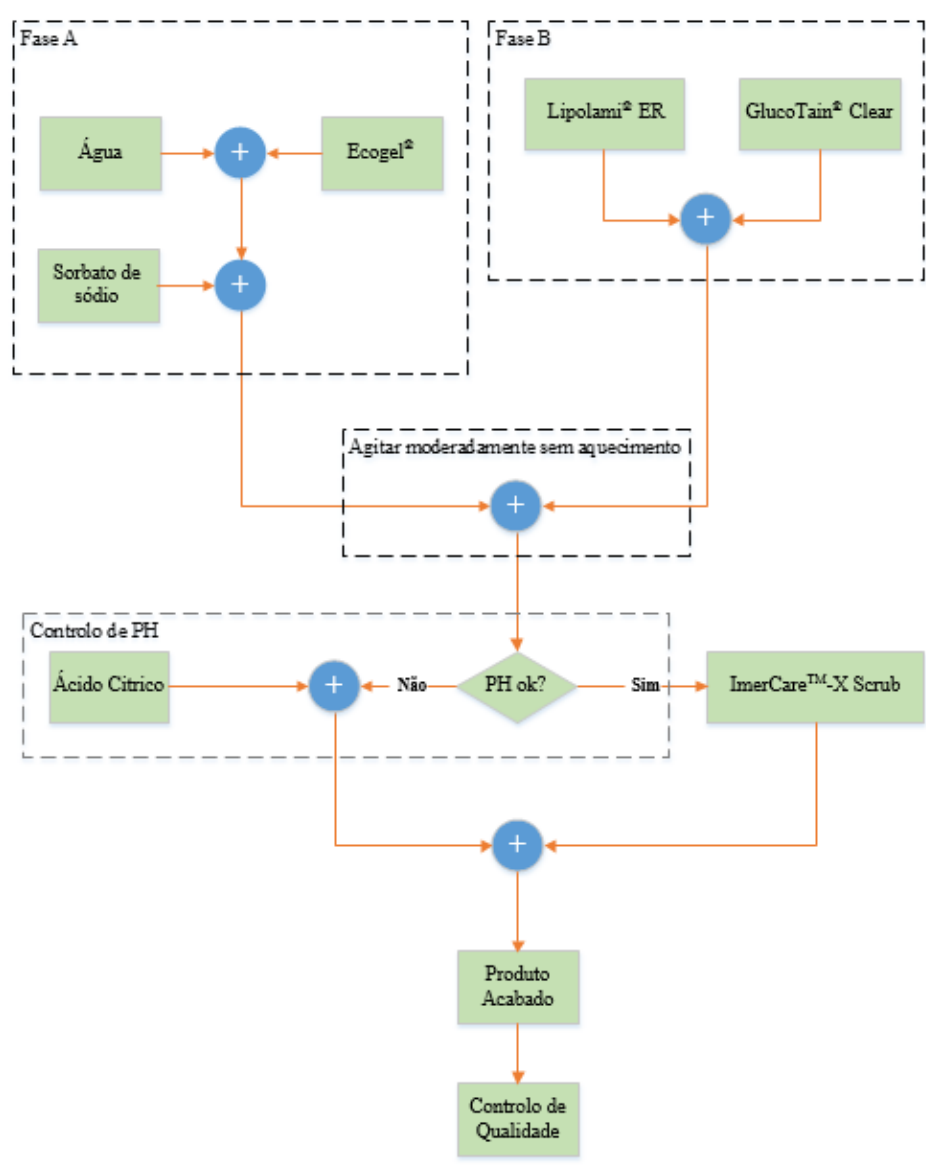 Fase A
Fase B
Lipolami® ER
GlucoTain® Clear
Água
+
Ecogel®
+
Sorbato de
sódio
+
Agitar moderadamente sem aquecimento
+
Controlo de PH
Ácido Citrico
+
Não
PH ok?
Sim
ImerCare™-X Scrub
+
Produto
Acabado
Controlo de
Qualidade